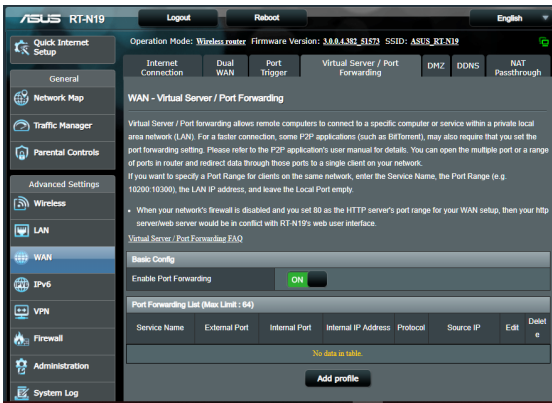 ASUS RT-N19 Logout Reboot English
Quick Internet Setup
Operation Mode: Wireless router Firmware Version: 3.0.0.4.382_51573 SSID: ASUS_RT-N19
General
Network Map
Traffic Manager
Parental Controls
Advanced Settings
Wireless
LAN
WAN
IPv6
VPN
Firewall
Administration
System Log
Internet Connection Dual WAN Port Trigger Virtual Server / Port Forwarding DMZ DDNS NAT Passthrough
WAN - Virtual Server / Port Forwarding
Virtual Server / Port forwarding allows remote computers to connect to a specific computer or service within a private local
area network (LAN). For a faster connection, some P2P applications (such as BitTorrent), may also require that you set the
port forwarding setting. Please refer to the P2P application's user manual for details. You can open the multiple port or a range
of ports in router and redirect data through those ports to a single client on your network.
If you want to specify a Port Range for clients on the same network, enter the Service Name, the Port Range (e.g.
10200:10300), the LAN IP address, and leave the Local Port empty.
• When your network's firewall is disabled and you set 80 as the HTTP server's port range for your WAN setup, then your http
server/web server would be in conflict with RT-N19's web user interface.
Virtual Server / Port Forwarding FAQ
Basic Config
Enable Port Forwarding ON
Port Forwarding List (Max Limit : 64)
Service Name External Port Internal Port Internal IP Address Protocol Source IP Edit Delete
No data in table.
Add profile